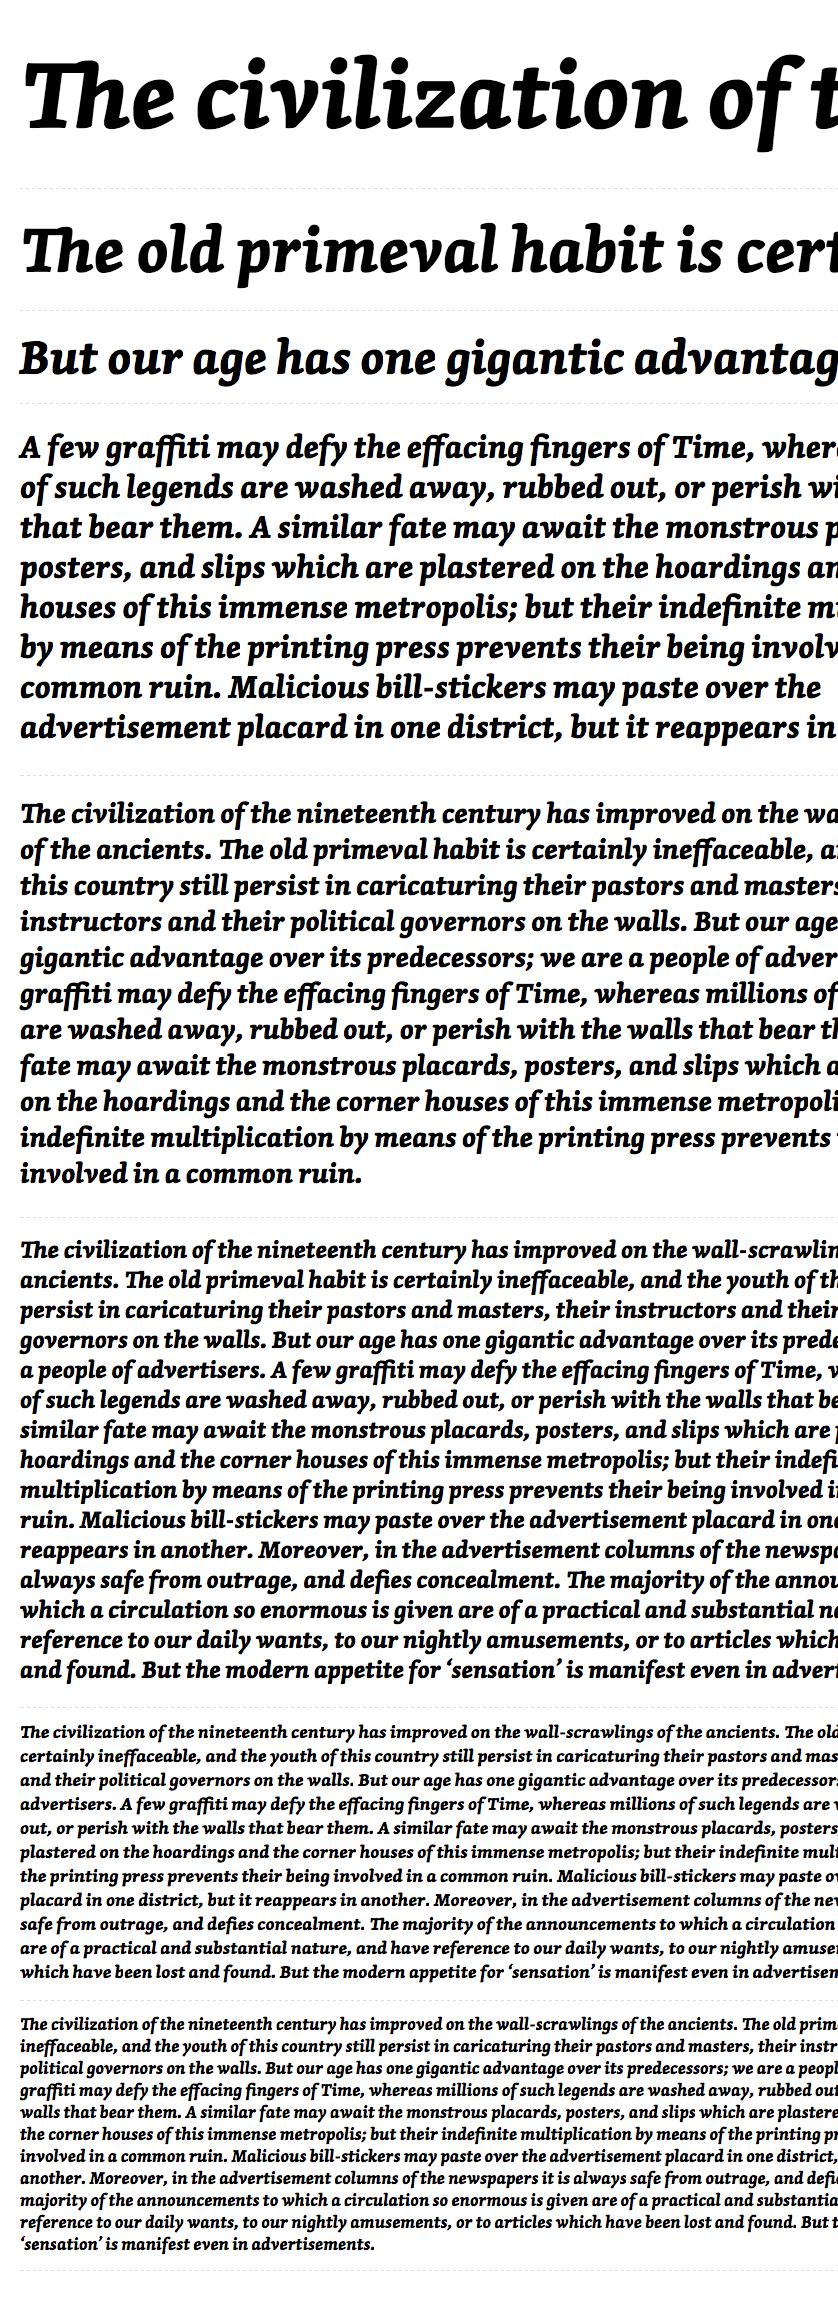 The civilization of t
The old primeval habit is cert
But our age has one gigantic advantag
A few graffiti may defy the effacing fingers of Time, wher
of such legends are washed away, rubbed out, or perish wi
that bear them. A similar fate may await the monstrous p
posters, and slips which are plastered on the hoardings an
houses of this immense metropolis; but their indefinite mu
by means of the printing press prevents their being involv
common ruin. Malicious bill-stickers may paste over the
advertisement placard in one district, but it reappears in
The civilization of the nineteenth century has improved on the wa
of the ancients. The old primeval habit is certainly ineffaceable, a
this country still persist in caricaturing their pastors and masters
instructors and their political governors on the walls. But our age
gigantic advantage over its predecessors; we are a people of adver
graffiti may defy the effacing fingers of Time, whereas millions of
are washed away, rubbed out, or perish with the walls that bear th
fate may await the monstrous placards, posters, and slips which a
on the hoardings and the corner houses of this immense metropoli
indefinite multiplication by means of the printing press prevents
involved in a common ruin.
The civilization of the nineteenth century has improved on the wall-scrawlin
ancients. The old primeval habit is certainly ineffaceable, and the youth of th
persist in caricaturing their pastors and masters, their instructors and their
governors on the walls. But our age has one gigantic advantage over its prede
a people of advertisers. A few graffiti may defy the effacing fingers of Time, w
of such legends are washed away, rubbed out, or perish with the walls that be
similar fate may await the monstrous placards, posters, and slips which are p
hoardings and the corner houses of this immense metropolis; but their indefi
multiplication by means of the printing press prevents their being involved i
ruin. Malicious bill-stickers may paste over the advertisement placard in one
reappears in another. Moreover, in the advertisement columns of the newspa
always safe from outrage, and defies concealment. The majority of the annou
which a circulation so enormous is given are of a practical and substantial na
reference to our daily wants, to our nightly amusements, or to articles which
and found. But the modern appetite for ‘sensation’ is manifest even in advert
The civilization of the nineteenth century has improved on the wall-scrawlings of the ancients. The old
certainly ineffaceable, and the youth of this country still persist in caricaturing their pastors and mas
and their political governors on the walls. But our age has one gigantic advantage over its predecessor
advertisers. A few graffiti may defy the effacing fingers of Time, whereas millions of such legends are w
out, or perish with the walls that bear them. A similar fate may await the monstrous placards, posters
plastered on the hoardings and the corner houses of this immense metropolis; but their indefinite mult
the printing press prevents their being involved in a common ruin. Malicious bill-stickers may paste ov
placard in one district, but it reappears in another. Moreover, in the advertisement columns of the new
safe from outrage, and defies concealment. The majority of the announcements to which a circulation
are of a practical and substantial nature, and have reference to our daily wants, to our nightly amuse
which have been lost and found. But the modern appetite for ‘sensation’ is manifest even in advertisem
The civilization of the nineteenth century has improved on the wall-scrawlings of the ancients. The old prim
ineffaceable, and the youth of this country still persist in caricaturing their pastors and masters, their instr
political governors on the walls. But our age has one gigantic advantage over its predecessors; we are a peopl
graffiti may defy the effacing fingers of Time, whereas millions of such legends are washed away, rubbed out
walls that bear them. A similar fate may await the monstrous placards, posters, and slips which are plastere
the corner houses of this immense metropolis; but their indefinite multiplication by means of the printing pr
involved in a common ruin. Malicious bill-stickers may paste over the advertisement placard in one district,
another. Moreover, in the advertisement columns of the newspapers it is always safe from outrage, and defie
majority of the announcements to which a circulation so enormous is given are of a practical and substantia
reference to our daily wants, to our nightly amusements, or to articles which have been lost and found. But t
‘sensation’ is manifest even in advertisements.